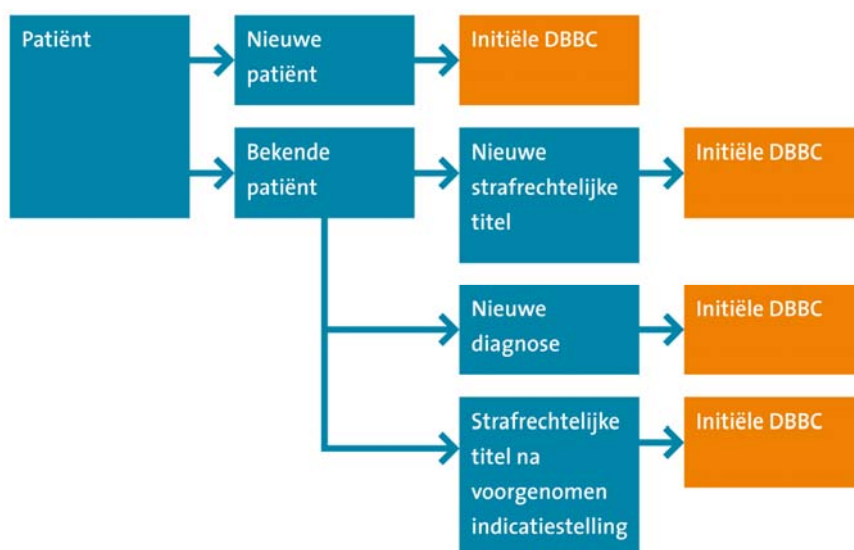 Patiënt
Nieuwe
patiënt
Initiële DBBC
Bekende
patiënt
Nieuwe
strafrechtelijke
titel
Initiële DBBC
Nieuwe
diagnose
Initiële DBBC
Strafrechtelijke
titel na
voorgenomen
indicatiestelling
Initiële DBBC